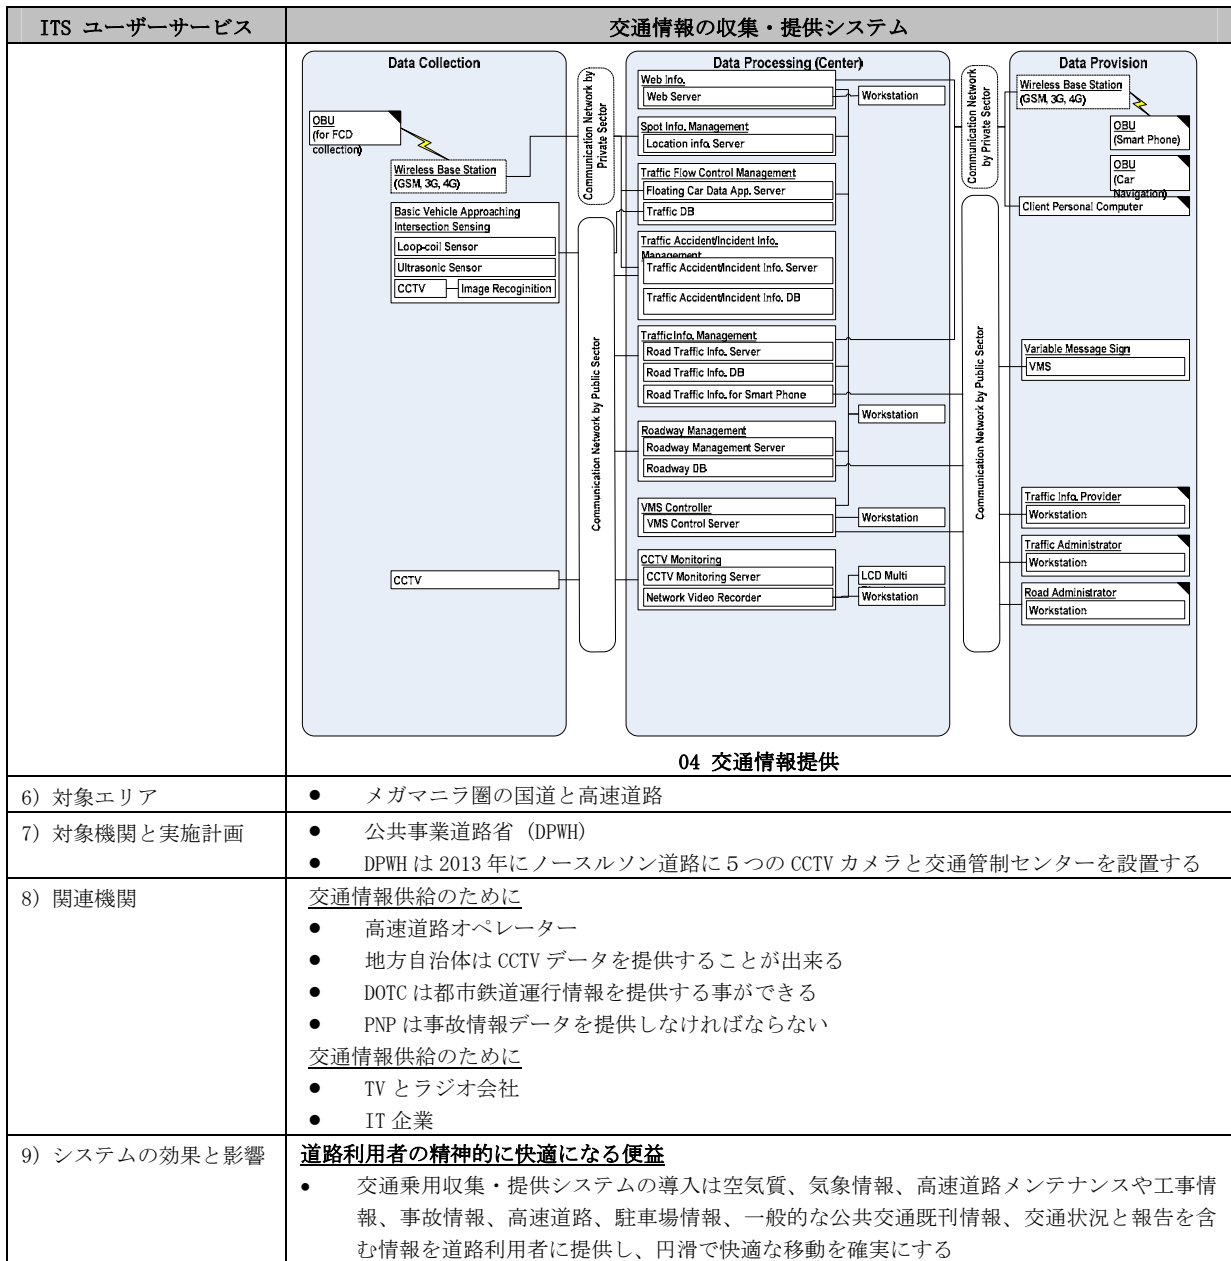 ITS ユーザーサービス
交通情報の収集・提供システム
Data Collection
OBU
(for FCD
collection)
Wireless Base Station
(GSM, 3G, 4G)
Basic Vehicle Approaching
Intersection Sensing
Loop-coil Sensor
Ultrasonic Sensor
CCTV
Image Recoginition
CCTV
Communication Network by
Private Sector
Communication Network by Public Sector
Data Processing (Center)
Web Info.
Web Server
Workstation
Spot Info. Management
Location info. Server
Traffic Flow Control Management
Floating Car Data App. Server
Traffic DB
Traffic Accident/Incident Info.
Management
Traffic Accident/Incident Info. Server
Traffic Accident/Incident Info. DB
Traffic Info. Management
Road Traffic Info. Server
Road Traffic Info. DB
Road Traffic Info. for Smart Phone
Workstation
Roadway Management
Roadway Management Server
Roadway DB
VMS Controller
VMS Control Server
Workstation
CCTV Monitoring
CCTV Monitoring Server
Network Video Recorder
LCD Multi
Workstation
Communication Network
by Private Sector
Communication Network by Public Sector
Data Provision
Wireless Base Station
(GSM, 3G, 4G)
OBU
(Smart Phone)
OBU
(Car
Navigation)
Client Personal Computer
Variable Message Sign
VMS
Traffic Info. Provider
Workstation
Traffic Administrator
Workstation
Road Administrator
Workstation
04 交通情報提供
6) 対象エリア
● メガマニラ圏の国道と高速道路
7) 対象機関と実施計画
● 公共事業道路省 (DPWH)
● DPWH は 2013 年にノースルソン道路に５つの CCTV カメラと交通管制センターを設置する
8) 関連機関
交通情報供給のために
● 高速道路オペレーター
● 地方自治体は CCTV データを提供することが出来る
● DOTC は都市鉄道運行情報を提供する事ができる
● PNP は事故情報データを提供しなければならない
交通情報供給のために
● TV とラジオ会社
● IT 企業
9) システムの効果と影響
道路利用者の精神的に快適になる便益
● 交通乗用収集・提供システムの導入は空気質、気象情報、高速道路メンテナンスや工事情
報、事故情報、高速道路、駐車場情報、一般的な公共交通既刊情報、交通状況と報告を含
む情報を道路利用者に提供し、円滑で快適な移動を確実にする